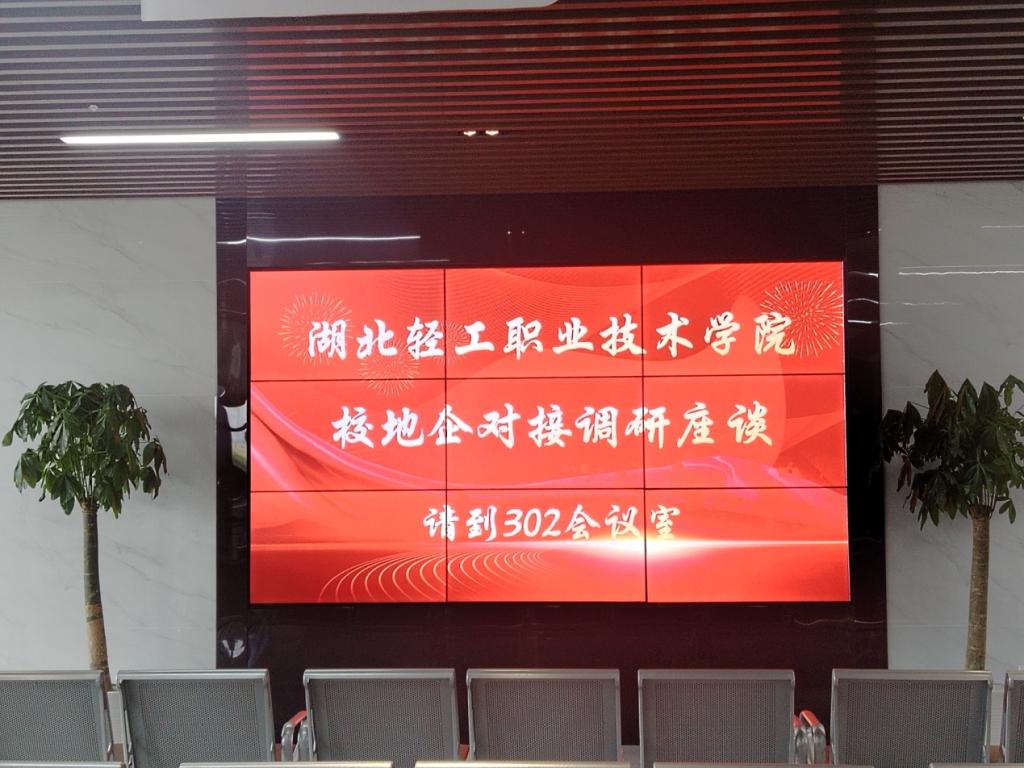 湖北轻工职业技术学院
校地企对接调研座谈
请到302会议室